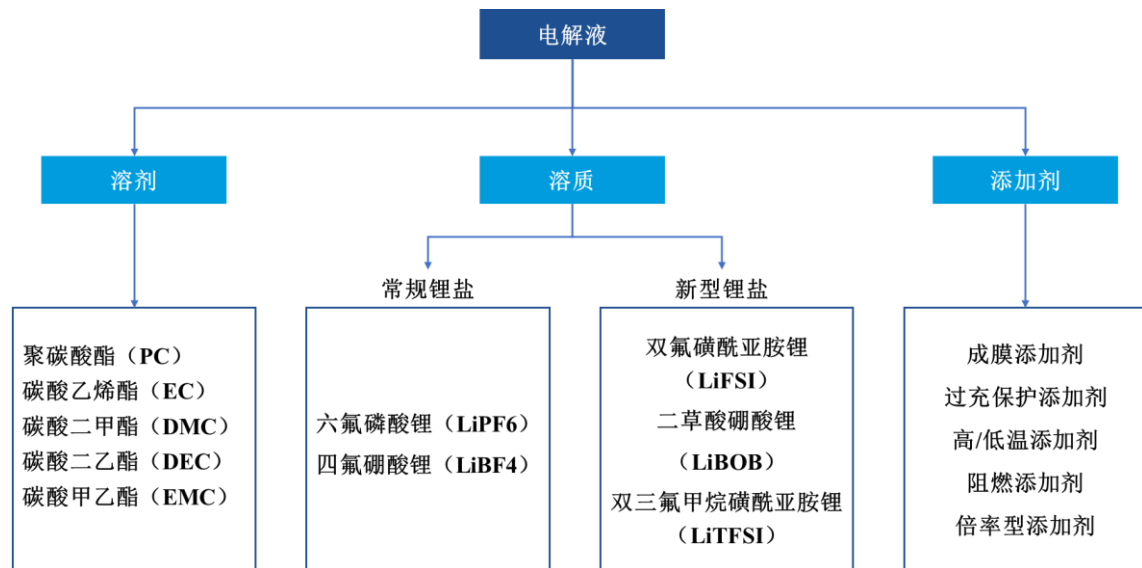 电解液
溶剂
溶质
添加剂
常规锂盐
新型锂盐
聚碳酸酯（PC）
碳酸乙烯酯（EC）
碳酸二甲酯（DMC）
碳酸二乙酯（DEC）
碳酸甲乙酯（EMC）
六氟磷酸锂（LiPF6）
四氟硼酸锂（LiBF4）
双氟磺酰亚胺锂
（LiFSI）
二草酸硼酸锂
（LiBOB）
双三氟甲烷磺酰亚胺锂
（LiTFSI）
成膜添加剂
过充保护添加剂
高/低温添加剂
阻燃添加剂
倍率型添加剂